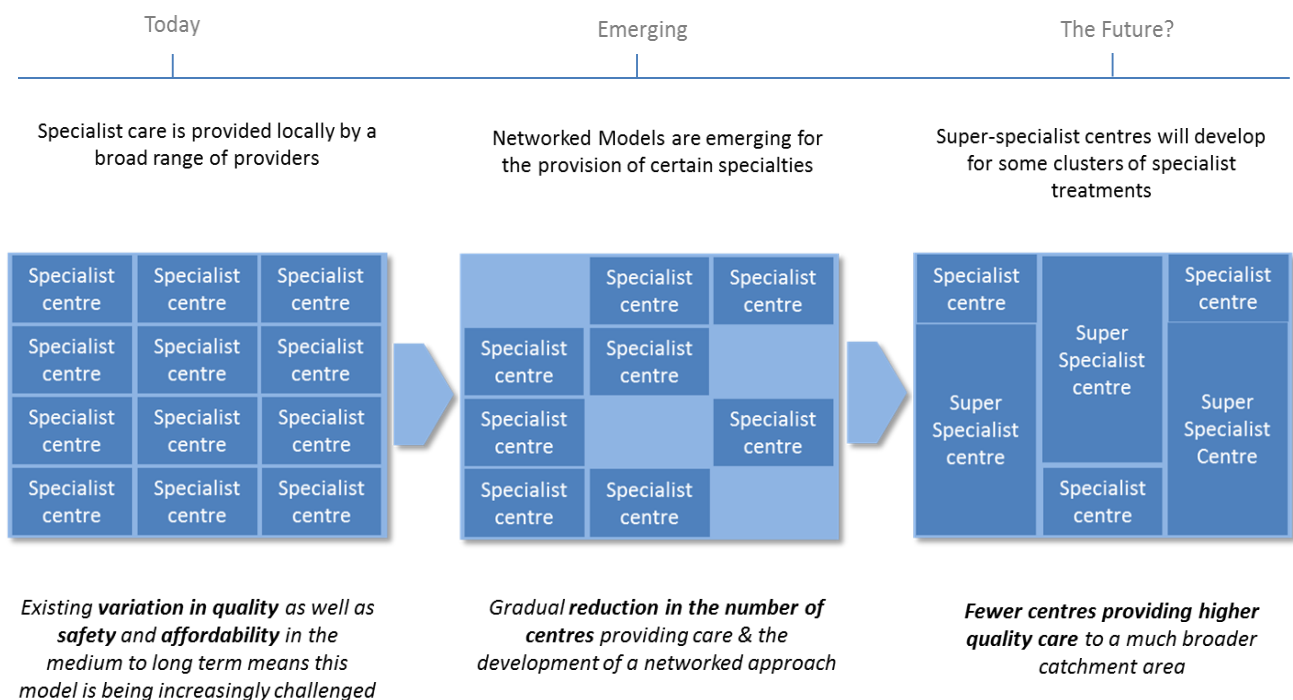 Today
Emerging
The Future?
Specialist care is provided locally by a
broad range of providers
Networked Models are emerging for
the provision of certain specialties
Super-specialist centres will develop
for some clusters of specialist
treatments
Specialist
centre
Specialist
centre
Specialist
centre
Specialist
centre
Specialist
centre
Specialist
centre
Specialist
centre
Specialist
centre
Specialist
centre
Specialist
centre
Specialist
centre
Specialist
centre
Specialist
centre
Specialist
centre
Specialist
centre
Specialist
centre
Specialist
centre
Specialist
centre
Specialist
centre
Specialist
centre
Specialist
centre
Super
Specialist
centre
Specialist
centre
Super
Specialist
centre
Super
Specialist
Centre
Specialist
centre
Existing variation in quality as well as
safety and affordability in the
medium to long term means this
model is being increasingly challenged
Gradual reduction in the number of
centres providing care & the
development of a networked approach
Fewer centres providing higher
quality care to a much broader
catchment area